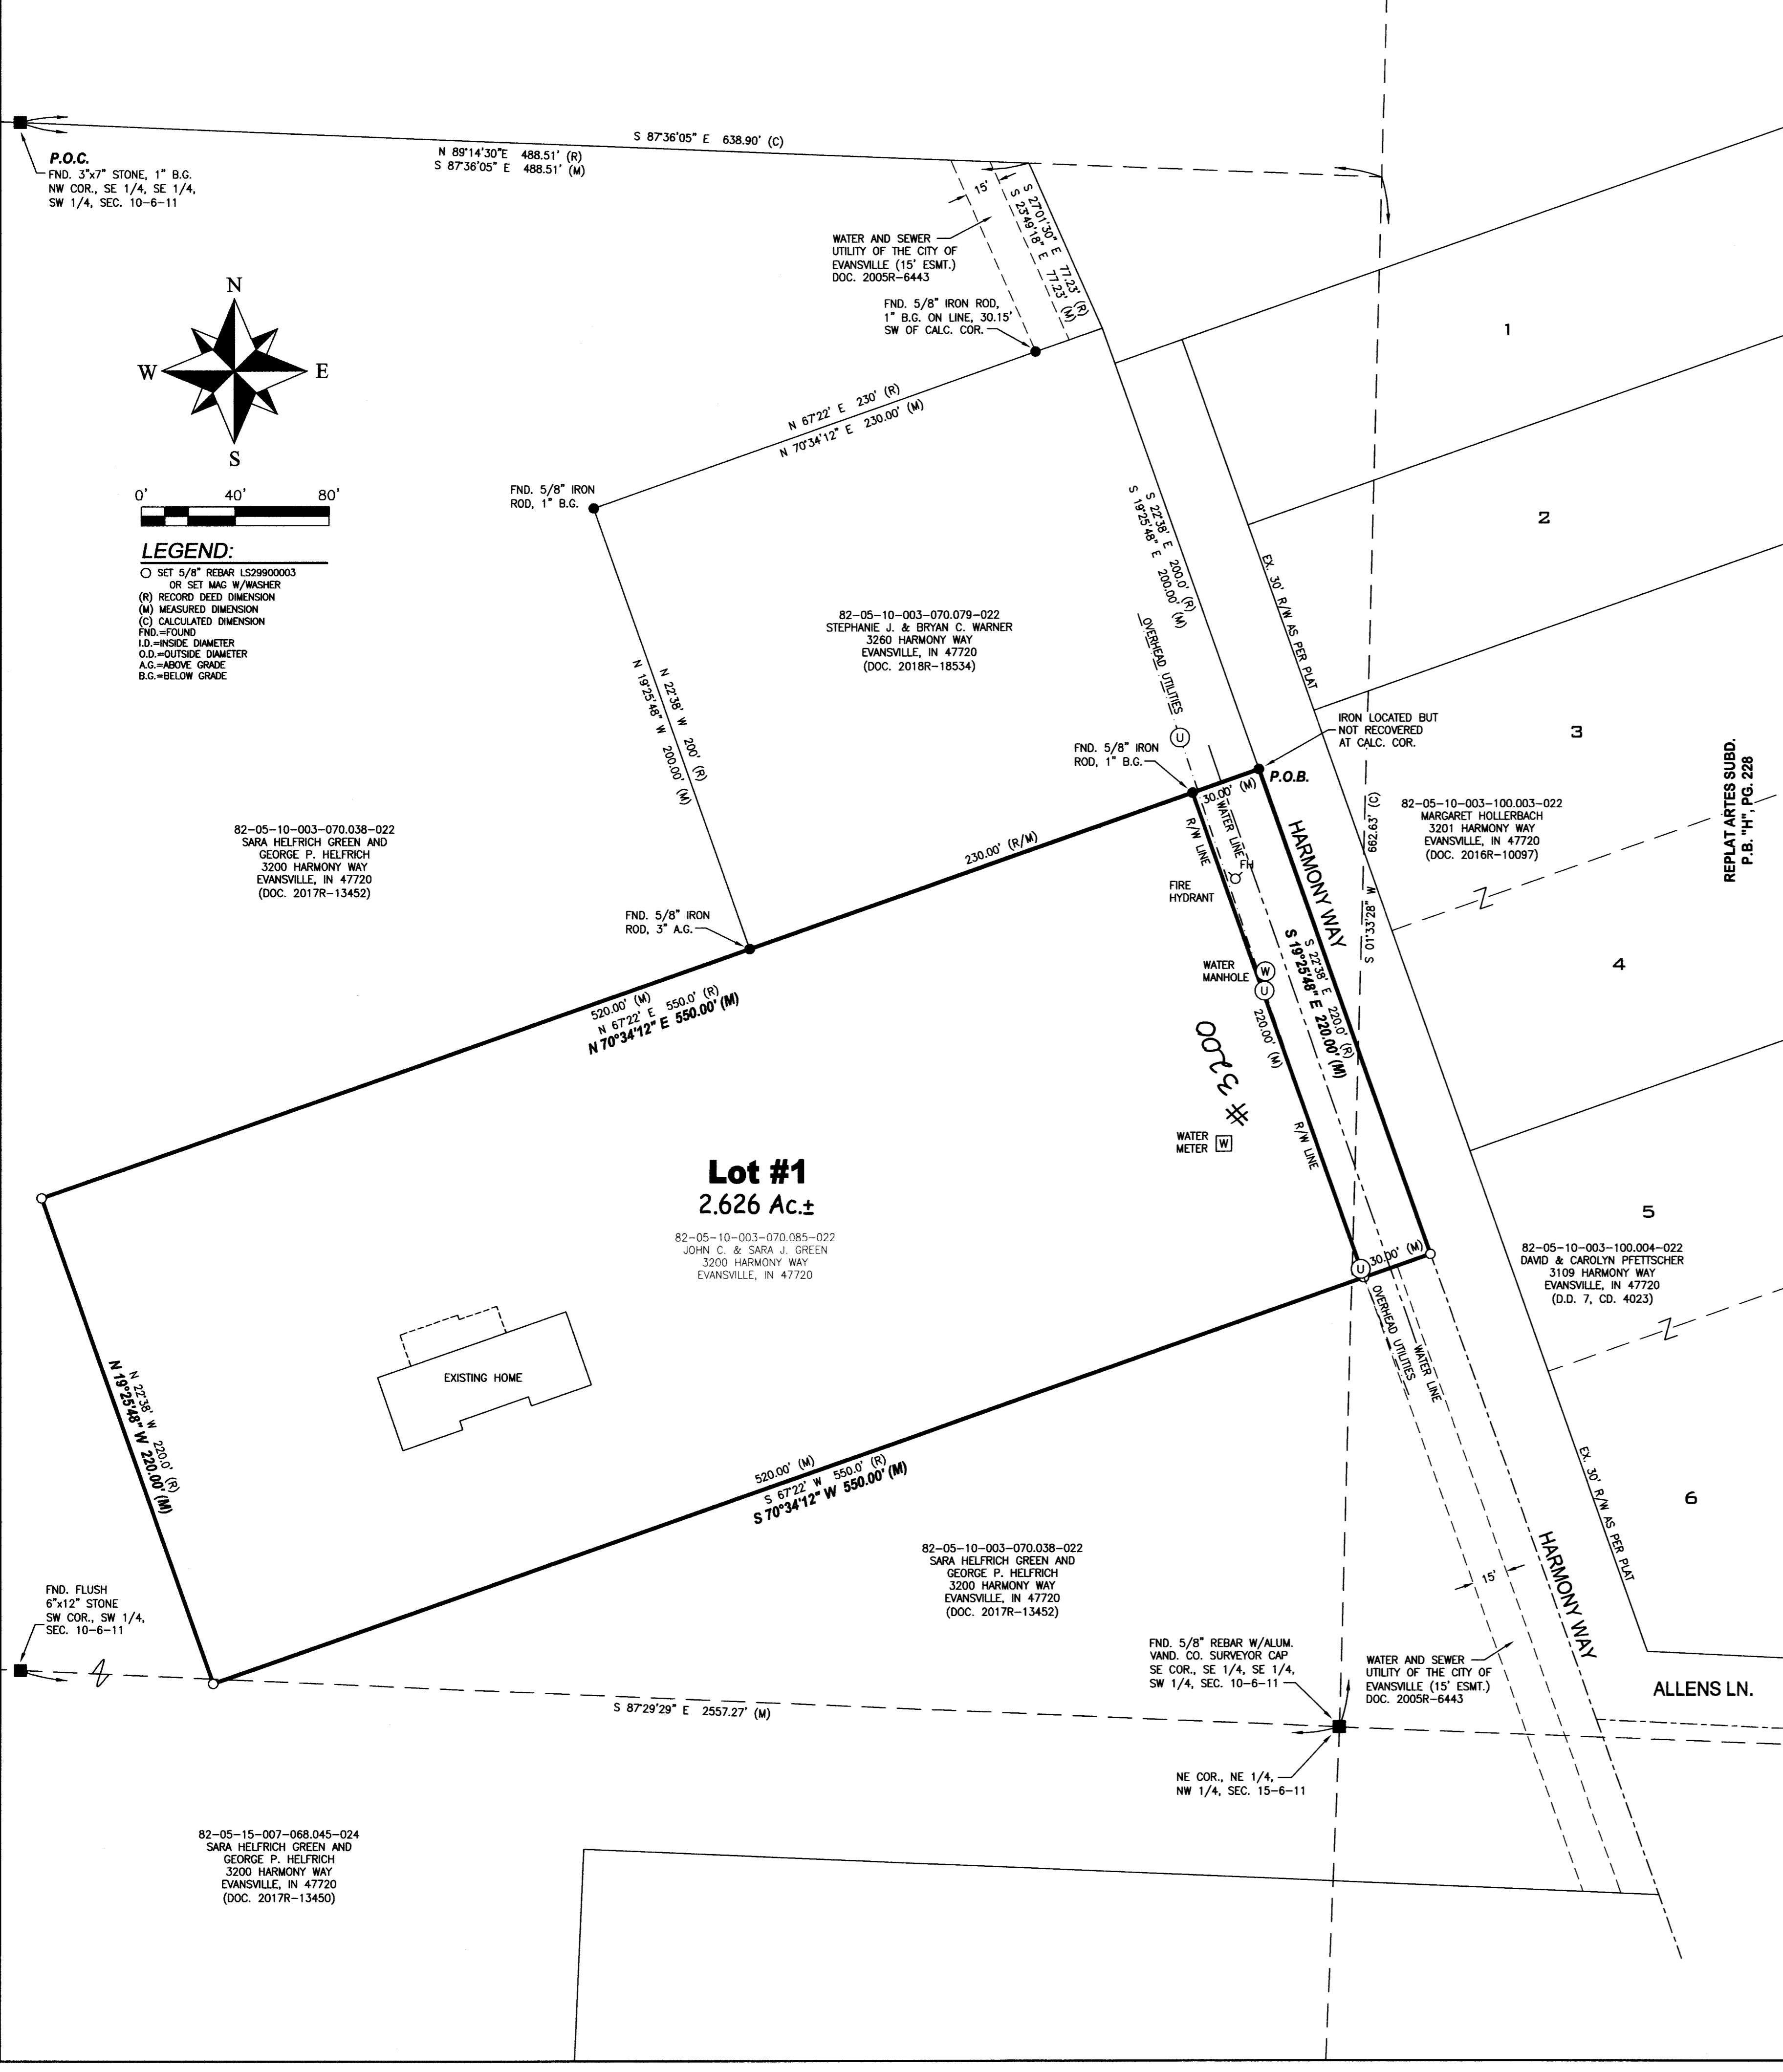 S 87°36'05" E 638.90' (C)
N 89°14'30"E 488.51' (R)
S 87°36'05" E 488.51' (M)
P.O.C.
FND. 3"x7" STONE, 1" B.G.
NW COR., SE 1/4, SE 1/4,
SW 1/4, SEC. 10-6-11
15'
S 27°01'30" E 77.23' (R)
S 23°49'18" E 77.23' (M)
WATER AND SEWER
UTILITY OF THE CITY OF
EVANSVILLE (15' ESMT.)
DOC. 2005R-6443
FND. 5/8" IRON ROD,
1" B.G. ON LINE, 30.15'
SW OF CALC. COR.
N
W
E
S
0' 40' 80'
LEGEND:
SET 5/8" REBAR LS29900003
OR SET MAG W/WASHER
(R) RECORD DEED DIMENSION
(M) MEASURED DIMENSION
(C) CALCULATED DIMENSION
FND.=FOUND
I.D.=INSIDE DIAMETER
O.D.=OUTSIDE DIAMETER
A.G.=ABOVE GRADE
B.G.=BELOW GRADE
N 67°22' E 230' (R)
N 70°34'12" E 230.00' (M)
FND. 5/8" IRON
ROD, 1" B.G.
1
2
3
4
5
6
S 22°38' E 200.0' (R)
S 19°25'48" E 200.00' (M)
EX. 30' R/W AS PER PLAT
82-05-10-003-070.079-022
STEPHANIE J. & BRYAN C. WARNER
3260 HARMONY WAY
EVANSVILLE, IN 47720
(DOC. 2018R-18534)
N 22°38' W 200' (R)
N 19°25'48" W 200.00' (M)
OVERHEAD UTILITIES
U
IRON LOCATED BUT
NOT RECOVERED
AT CALC. COR.
FND. 5/8" IRON
ROD, 1" B.G.
P.O.B.
30.00' (M)
WATER LINE
R/W LINE
FH
FIRE
HYDRANT
HARMONY WAY
662.63' (C)
S 01°33'28" W
82-05-10-003-100.003-022
MARGARET HOLLERBACH
3201 HARMONY WAY
EVANSVILLE, IN 47720
(DOC. 2016R-10097)
REPLAT ARTES SUBD.
P.B. "H", PG. 228
82-05-10-003-070.038-022
SARA HELFRICH GREEN AND
GEORGE P. HELFRICH
3200 HARMONY WAY
EVANSVILLE, IN 47720
(DOC. 2017R-13452)
FND. 5/8" IRON
ROD, 3" A.G.
230.00' (R/M)
520.00' (M)
N 67°22' E 550.0' (R)
N 70°34'12" E 550.00' (M)
WATER
MANHOLE
W
U
220.00' (M)
S 22°38' E 220.0' (R)
S 19°25'48" E 220.00' (M)
# 3200
WATER
METER
W
R/W LINE
Lot #1
2.626 Ac.±
82-05-10-003-070.085-022
JOHN C. & SARA J. GREEN
3200 HARMONY WAY
EVANSVILLE, IN 47720
30.00' (M)
U
82-05-10-003-100.004-022
DAVID & CAROLYN PFETTSCHER
3109 HARMONY WAY
EVANSVILLE, IN 47720
(D.D. 7, CD. 4023)
OVERHEAD UTILITIES
WATER LINE
EXISTING HOME
N 22°38' W 220.0' (R)
N 19°25'48" W 220.00' (M)
520.00' (M)
S 67°22' W 550.0' (R)
S 70°34'12" W 550.00' (M)
EX. 30' R/W AS PER PLAT
82-05-10-003-070.038-022
SARA HELFRICH GREEN AND
GEORGE P. HELFRICH
3200 HARMONY WAY
EVANSVILLE, IN 47720
(DOC. 2017R-13452)
15'
HARMONY WAY
FND. FLUSH
6"x12" STONE
SW COR., SW 1/4,
SEC. 10-6-11
FND. 5/8" REBAR W/ALUM.
VAND. CO. SURVEYOR CAP
SE COR., SE 1/4, SE 1/4,
SW 1/4, SEC. 10-6-11
WATER AND SEWER
UTILITY OF THE CITY OF
EVANSVILLE (15' ESMT.)
DOC. 2005R-6443
ALLENS LN.
S 87°29'29" E 2557.27' (M)
NE COR., NE 1/4,
NW 1/4, SEC. 15-6-11
82-05-15-007-068.045-024
SARA HELFRICH GREEN AND
GEORGE P. HELFRICH
3200 HARMONY WAY
EVANSVILLE, IN 47720
(DOC. 2017R-13450)